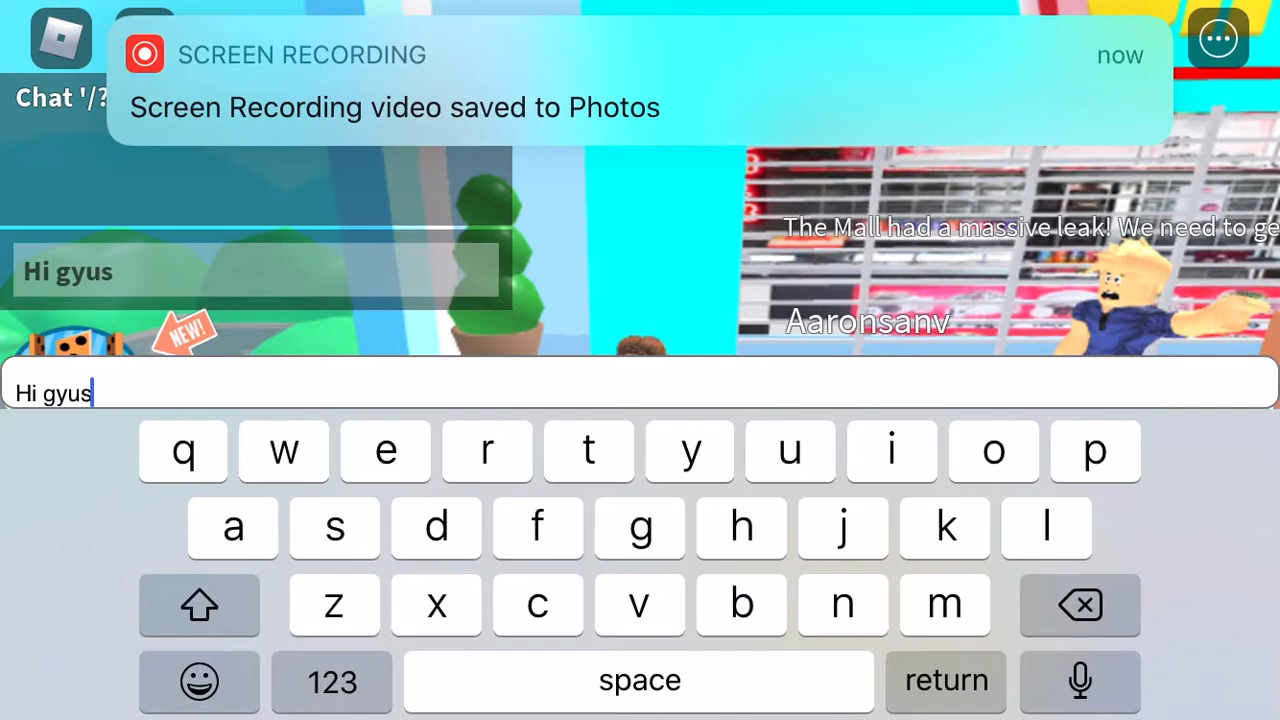 SCREEN RECORDING
now
Screen Recording video saved to Photos
Chat '/?
The Mall had a massive leak! We need to ge
Hi gyus
NEW!
Aaronsanv
Hi gyus
q w e r t y u i o p
a s d f g h j k l
z x c v b n m
123 space return